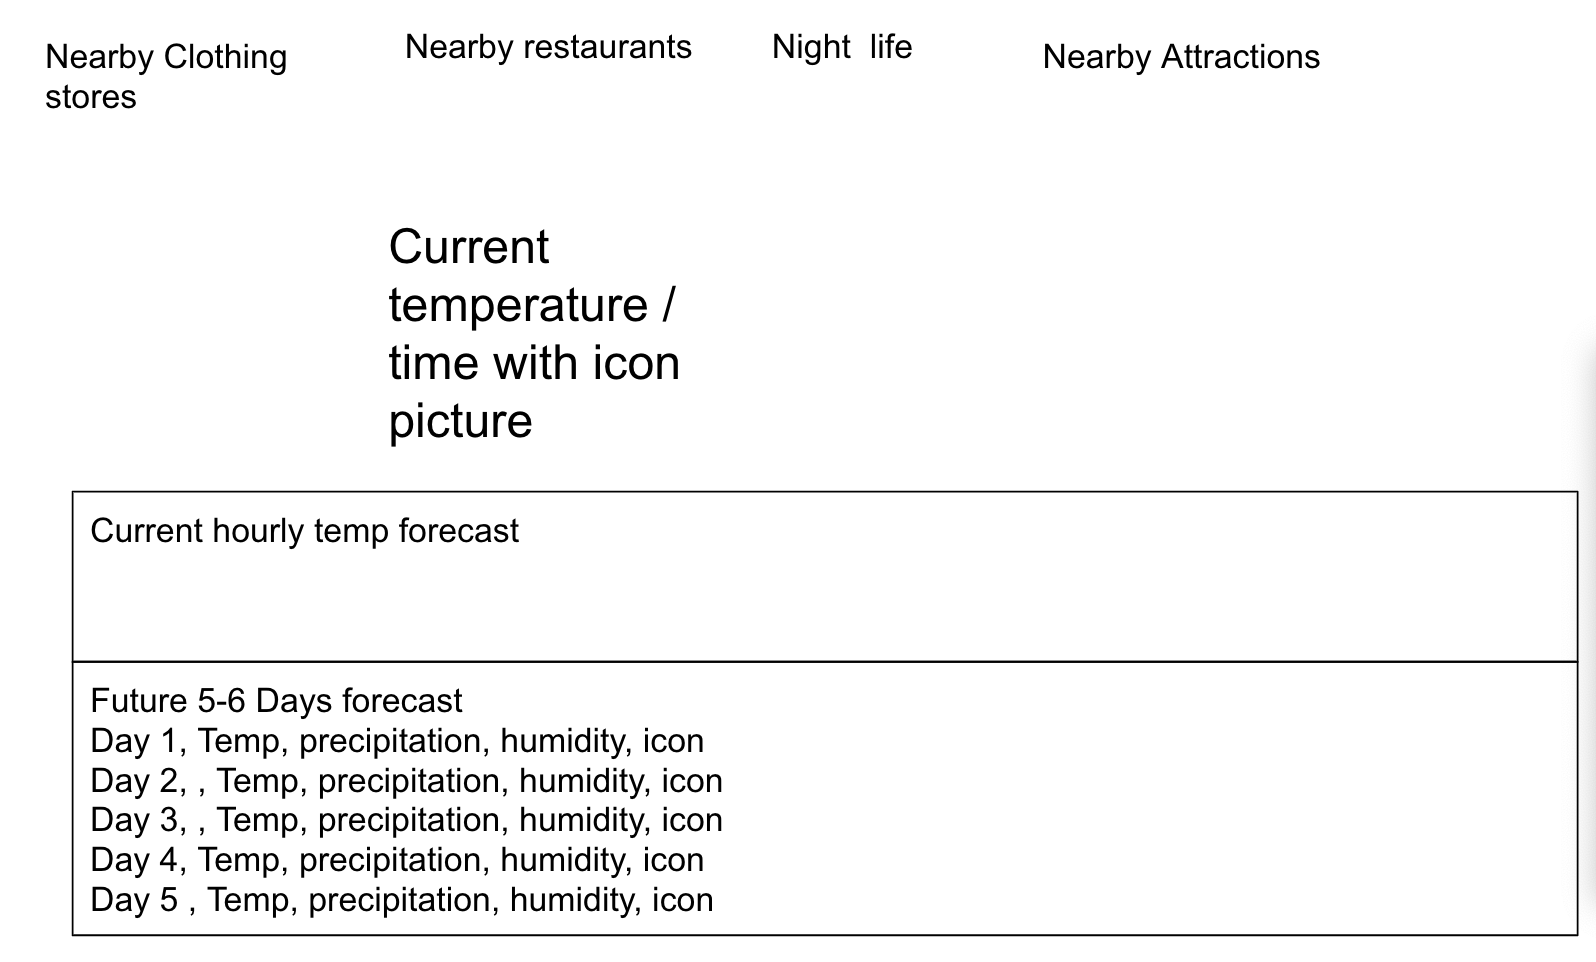 Nearby Clothing
stores
Nearby restaurants
Night  life
Nearby Attractions
Current
temperature /
time with icon
picture
Current hourly temp forecast
Future 5-6 Days forecast
Day 1, Temp, precipitation, humidity, icon
Day 2, , Temp, precipitation, humidity, icon
Day 3, , Temp, precipitation, humidity, icon
Day 4, Temp, precipitation, humidity, icon
Day 5 , Temp, precipitation, humidity, icon